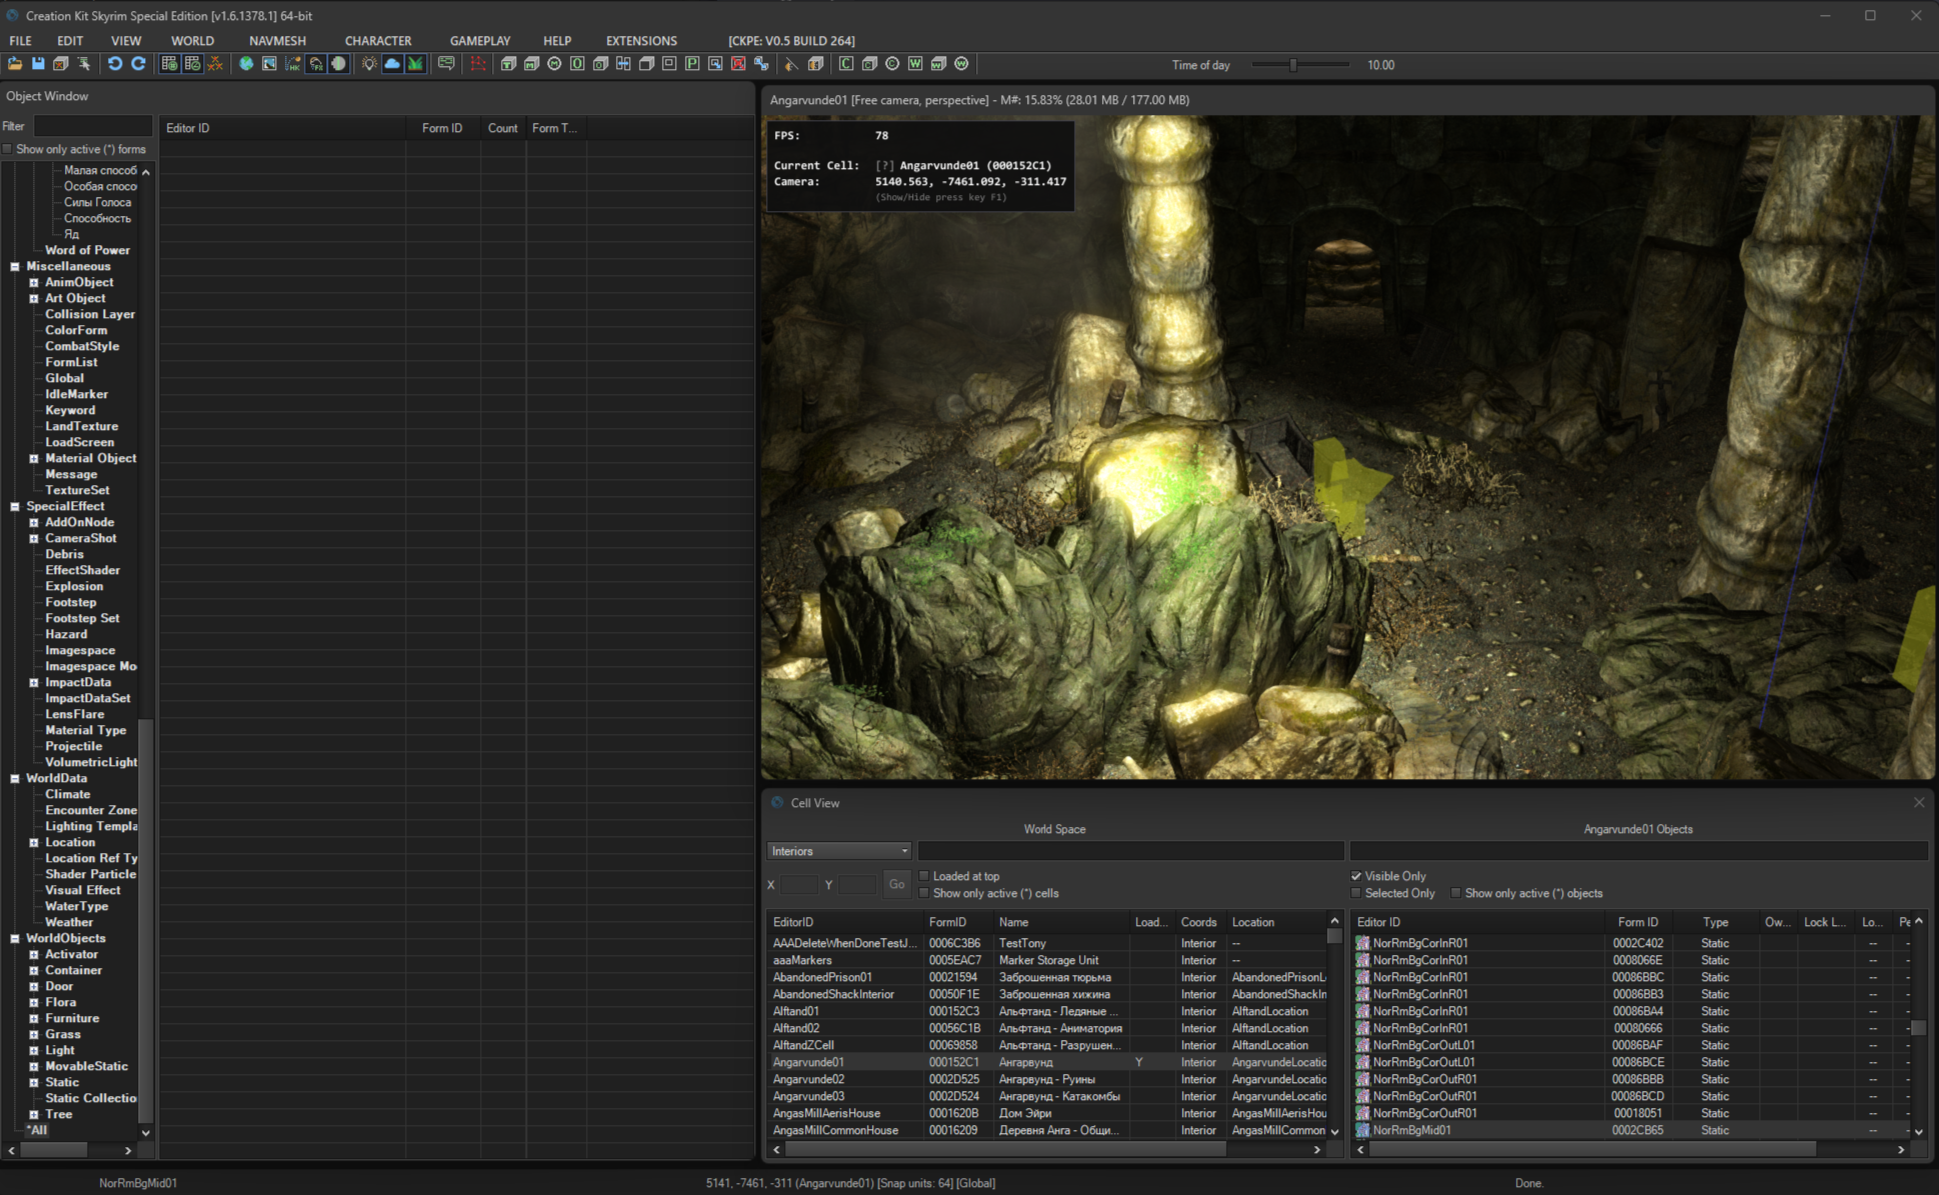 Creation Kit Skyrim Special Edition [v1.6.1378.1] 64-bit
FILE EDIT VIEW WORLD NAVMESH CHARACTER GAMEPLAY HELP EXTENSIONS [CKPE: V0.5 BUILD 264]
Time of day 10.00
Object Window
Filter
Show only active (*) forms
Editor ID Form ID Count Form T...
Малая способ
Особая спосо
Силы Голоса
Способность
Яд
Word of Power
Miscellaneous
AnimObject
Art Object
Collision Layer
ColorForm
CombatStyle
FormList
Global
IdleMarker
Keyword
LandTexture
LoadScreen
Material Object
Message
TextureSet
SpecialEffect
AddOnNode
CameraShot
Debris
EffectShader
Explosion
Footstep
Footstep Set
Hazard
Imagespace
Imagespace Mo
ImpactData
ImpactDataSet
LensFlare
Material Type
Projectile
VolumetricLight
WorldData
Climate
Encounter Zone
Lighting Templa
Location
Location Ref Ty
Shader Particle
Visual Effect
WaterType
Weather
WorldObjects
Activator
Container
Door
Flora
Furniture
Grass
Light
MovableStatic
Static
Static Collectio
Tree
*All
Angarvunde01 [Free camera, perspective] - M#: 15.83% (28.01 MB / 177.00 MB)
FPS: 78
Current Cell: [?] Angarvunde01 (000152C1)
Camera: 5140.563, -7461.092, -311.417
(Show/Hide press key F1)
Cell View
World Space
Interiors
X Y Go
Loaded at top
Show only active (*) cells
EditorID FormID Name Load... Coords Location
AAADeleteWhenDoneTestJ... 0006C3B6 TestTony Interior --
aaaMarkers 0005EAC7 Marker Storage Unit Interior --
AbandonedPrison01 00021594 Заброшенная тюрьма Interior AbandonedPrisonL
AbandonedShackInterior 00050F1E Заброшенная хижина Interior AbandonedShackIn
Alftand01 000152C3 Альфтанд - Ледяные ... Interior AlftandLocation
Alftand02 00056C1B Альфтанд - Аниматория Interior AlftandLocation
AlftandZCell 00069858 Альфтанд - Разрушен... Interior AlftandLocation
Angarvunde01 000152C1 Ангарвунд Y Interior AngarvundeLocatio
Angarvunde02 0002D525 Ангарвунд - Руины Interior AngarvundeLocatio
Angarvunde03 0002D524 Ангарвунд - Катакомбы Interior AngarvundeLocatio
AngasMillAerisHouse 0001620B Дом Эйри Interior AngasMillAerisHou
AngasMillCommonHouse 00016209 Деревня Анга - Общи... Interior AngasMillCommon
Angarvunde01 Objects
Visible Only
Selected Only Show only active (*) objects
Editor ID Form ID Type Ow... Lock L... Lo... Pe
NorRmBgCorInR01 0002C402 Static -- -
NorRmBgCorInR01 0008066E Static -- -
NorRmBgCorInR01 00086BBC Static -- -
NorRmBgCorInR01 00086BB3 Static -- -
NorRmBgCorInR01 00086BA4 Static -- -
NorRmBgCorInR01 00080666 Static -- -
NorRmBgCorOutL01 00086BAF Static -- -
NorRmBgCorOutL01 00086BCE Static -- -
NorRmBgCorOutR01 00086BBB Static -- -
NorRmBgCorOutR01 00086BCD Static -- -
NorRmBgCorOutR01 00018051 Static -- -
NorRmBgMid01 0002CB65 Static -- -
NorRmBgMid01
5141, -7461, -311 (Angarvunde01) [Snap units: 64] [Global]
Done.